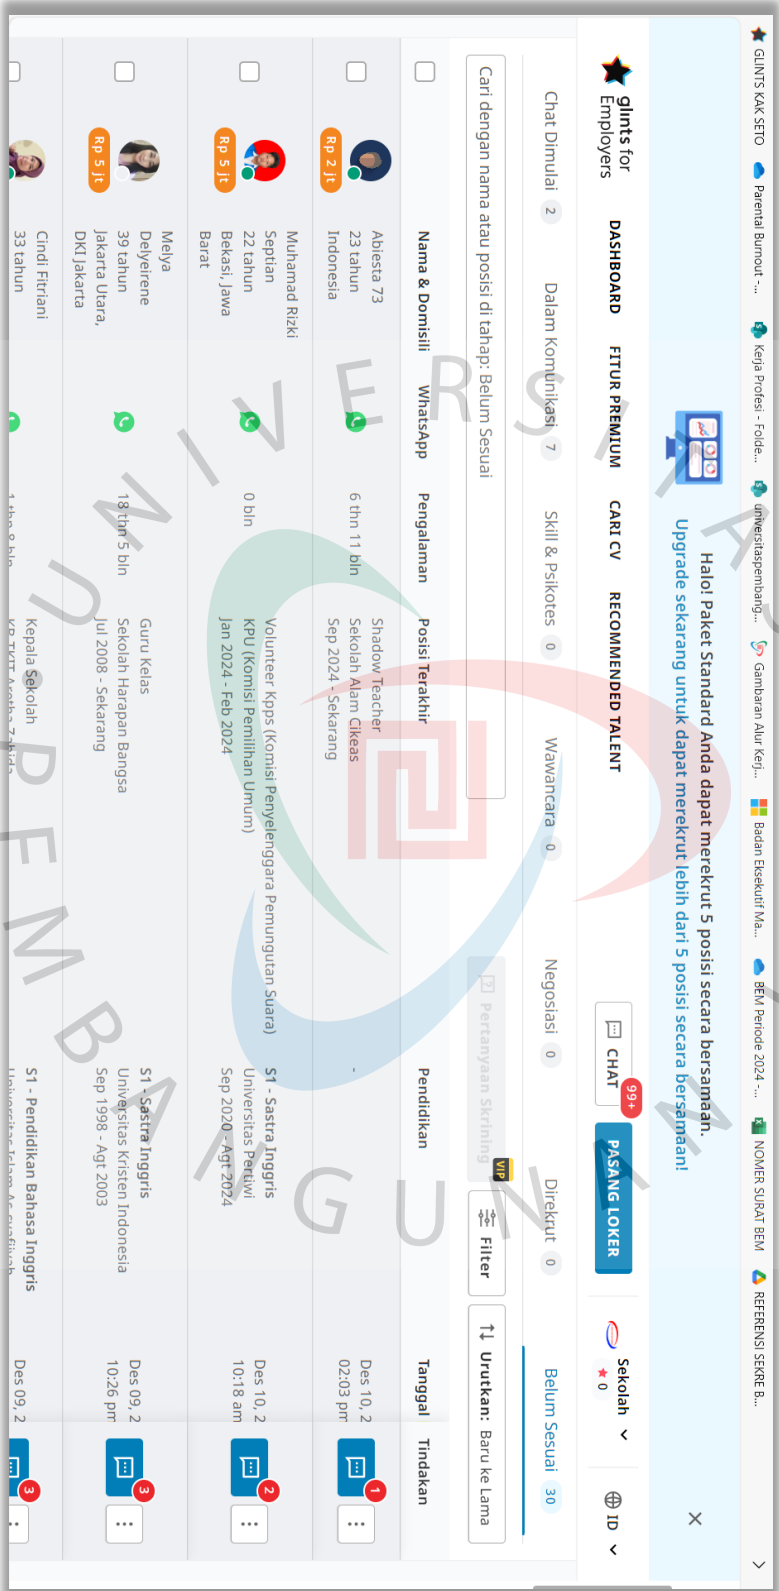 GLINTS KAK SETO
Parental Burnout -...
Kerja Profesi - Folde...
universitaspembang...
Gambaran Alur Kerj...
Badan Eksekutif Ma...
BEM Periode 2024 -...
NOMER SURAT BEM
REFERENSI SEKRE B...
Halo! Paket Standard Anda dapat merekrut 5 posisi secara bersamaan.
Upgrade sekarang untuk dapat merekrut lebih dari 5 posisi secara bersamaan!
glints for
Employers
DASHBOARD
FITUR PREMIUM
CARI CV
RECOMMENDED TALENT
CHAT
99+
PASANG LOKER
Sekolah
0
ID
Chat Dimulai 2
Dalam Komunikasi 7
Skill & Psikotes 0
Wawancara 0
Negosiasi 0
Direkrut 0
Belum Sesuai 30
Cari dengan nama atau posisi di tahap: Belum Sesuai
Pertanyaan Skrining
VIP
Filter
Urutkan: Baru ke Lama
Nama & Domisili
WhatsApp
Pengalaman
Posisi Terakhir
Pendidikan
Tanggal
Tindakan
Rp 2 jt
Abiesta 73
23 tahun
Indonesia
6 thn 11 bln
Shadow Teacher
Sekolah Alam Cikeas
Sep 2024 - Sekarang
-
Des 10, 2
02:03 pm
1
Rp 5 jt
Muhamad Rizki
Septian
22 tahun
Bekasi, Jawa
Barat
0 bln
Volunteer Kpps (Komisi Penyelenggara Pemungutan Suara)
KPU (Komisi Pemilihan Umum)
Jan 2024 - Feb 2024
S1 - Sastra Inggris
Universitas Pertiwi
Sep 2020 - Agt 2024
Des 10, 2
10:18 am
2
Rp 5 jt
Melya
Delyeirene
39 tahun
Jakarta Utara,
DKI Jakarta
18 thn 5 bln
Guru Kelas
Sekolah Harapan Bangsa
Jul 2008 - Sekarang
S1 - Sastra Inggris
Universitas Kristen Indonesia
Sep 1998 - Agt 2003
Des 09, 2
10:26 pm
3
Cindi Fitriani
33 tahun
1 thn 8 bln
Kepala Sekolah
S1 - Pendidikan Bahasa Inggris
Des 09, 2
3
UNIVERSITAS PEMBANGUNAN